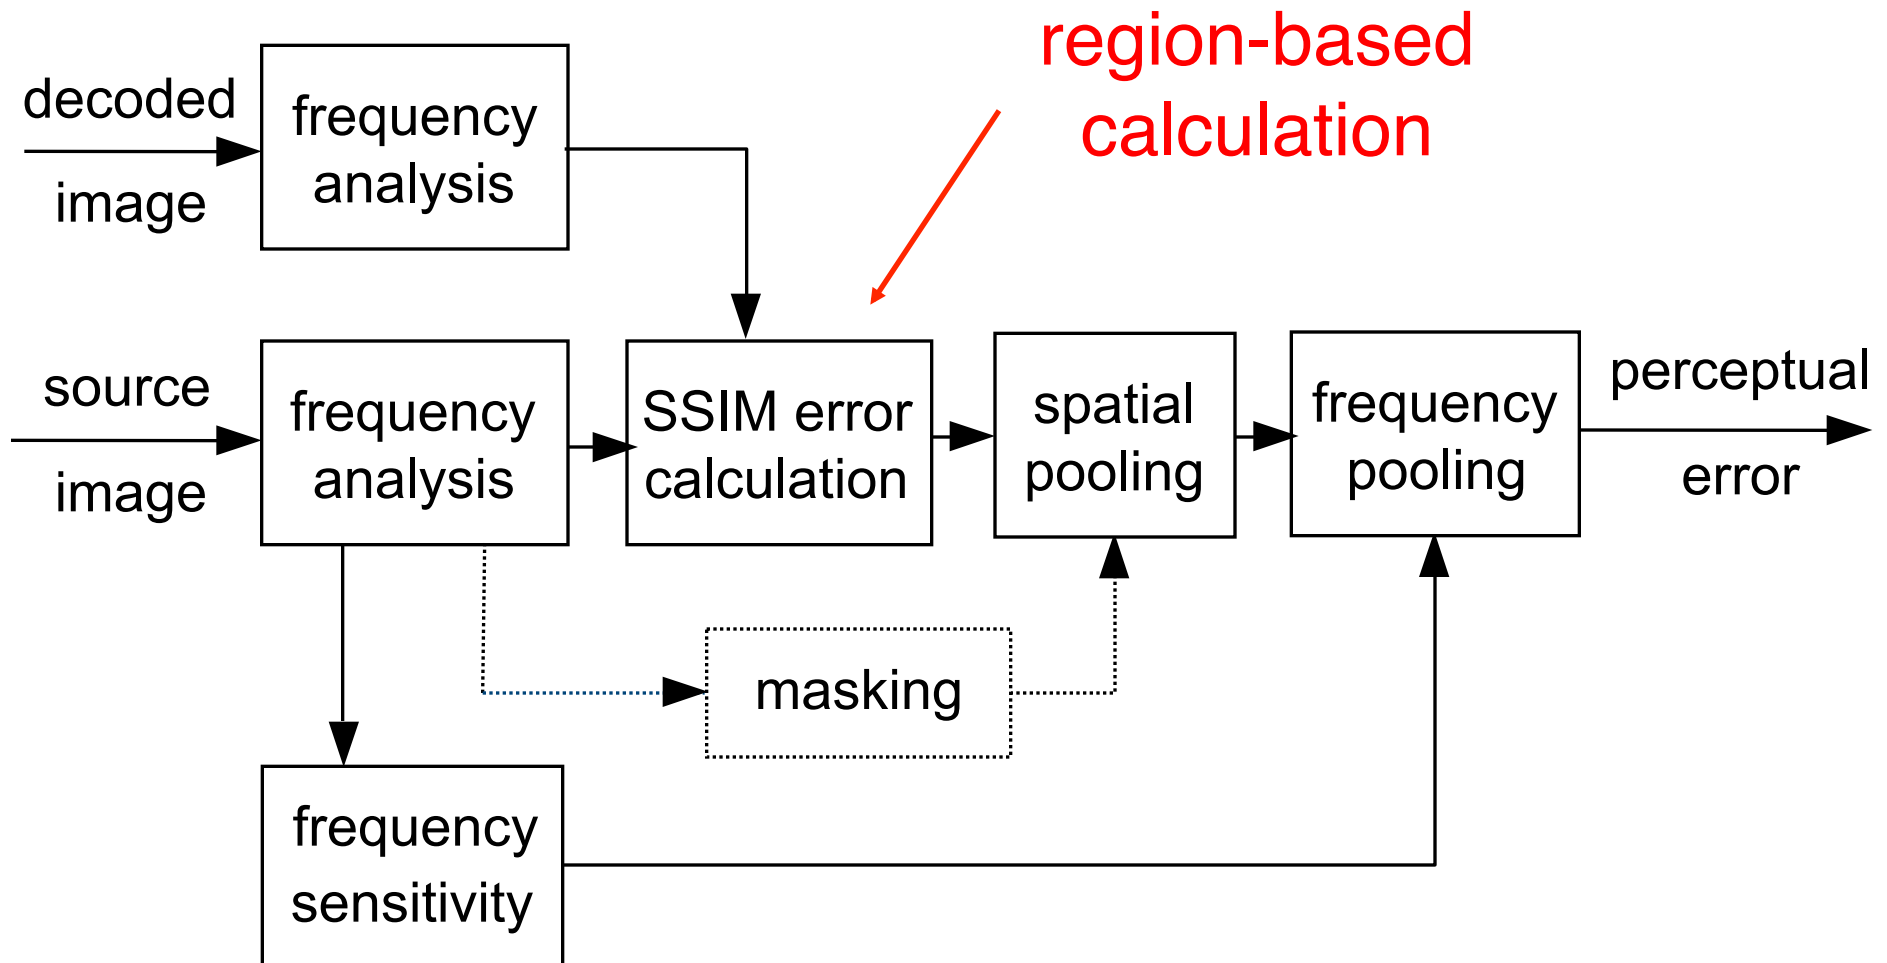 region-based
calculation
decoded
image
frequency
analysis
source
image
frequency
analysis
SSIM error
calculation
spatial
pooling
frequency
pooling
perceptual
error
masking
frequency
sensitivity